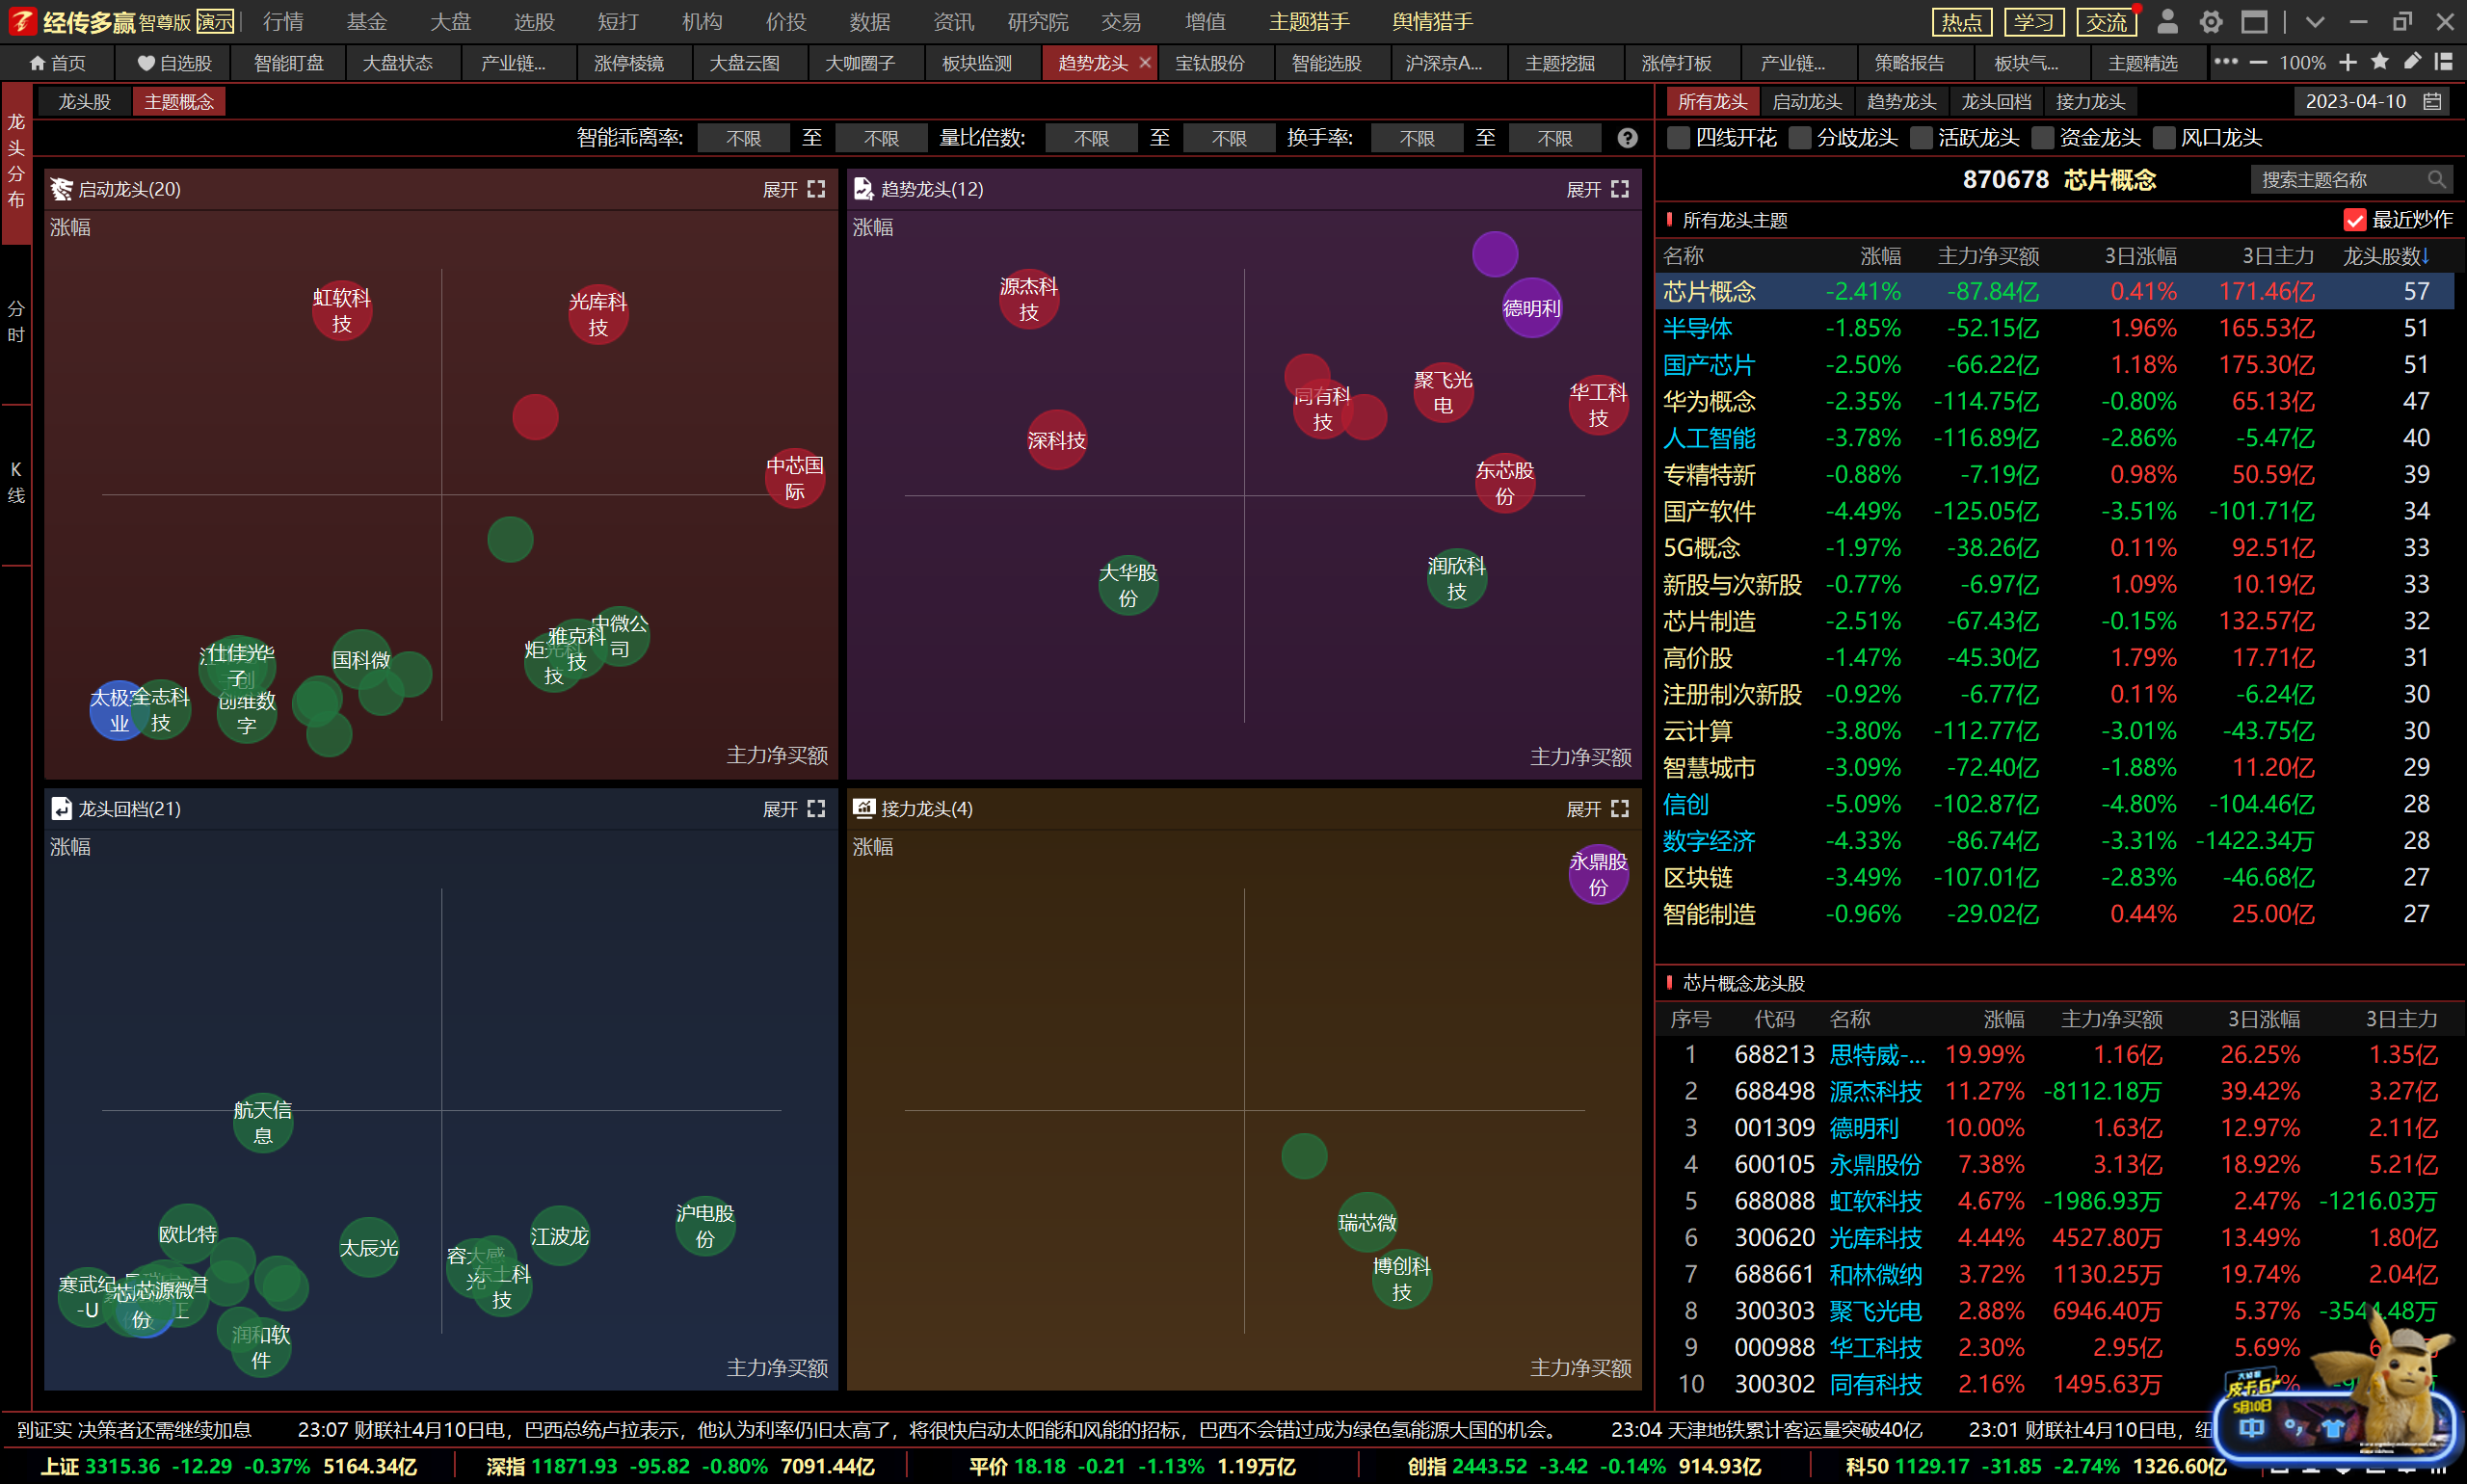 经传多赢 智尊版 演示 行情 基金 大盘 选股 短打 机构 价投 数据 资讯 研究院 交易 增值 主题猎手 舆情猎手 热点 学习 交流
首页 自选股 智能盯盘 大盘状态 产业链... 涨停棱镜 大盘云图 大咖圈子 板块监测 趋势龙头 宝钛股份 智能选股 沪深京A... 主题挖掘 涨停打板 产业链... 策略报告 板块气... 主题精选 ••• 100%
龙头分布
分时
K线
龙头股 主题概念
智能乖离率: 不限 至 不限 量比倍数: 不限 至 不限 换手率: 不限 至 不限
启动龙头(20) 展开
涨幅
虹软科技
光库科技
中芯国际
中微公司
雅克科技
国科微
仕佳光子
太极实业
全志科技
创维数字
主力净买额
趋势龙头(12) 展开
涨幅
源杰科技
德明利
聚飞光电
华工科技
同有科技
深科技
东芯股份
大华股份
润欣科技
主力净买额
龙头回档(21) 展开
涨幅
航天信息
欧比特
太辰光
江波龙
沪电股份
容大感光
东土科技
寒武纪-U
芯源微
润和软件
主力净买额
接力龙头(4) 展开
涨幅
永鼎股份
瑞芯微
博创科技
主力净买额
所有龙头 启动龙头 趋势龙头 龙头回档 接力龙头 2023-04-10
四线开花 分歧龙头 活跃龙头 资金龙头 风口龙头
870678 芯片概念 搜索主题名称
所有龙头主题 最近炒作
名称 涨幅 主力净买额 3日涨幅 3日主力 龙头股数↓
芯片概念 -2.41% -87.84亿 0.41% 171.46亿 57
半导体 -1.85% -52.15亿 1.96% 165.53亿 51
国产芯片 -2.50% -66.22亿 1.18% 175.30亿 51
华为概念 -2.35% -114.75亿 -0.80% 65.13亿 47
人工智能 -3.78% -116.89亿 -2.86% -5.47亿 40
专精特新 -0.88% -7.19亿 0.98% 50.59亿 39
国产软件 -4.49% -125.05亿 -3.51% -101.71亿 34
5G概念 -1.97% -38.26亿 0.11% 92.51亿 33
新股与次新股 -0.77% -6.97亿 1.09% 10.19亿 33
芯片制造 -2.51% -67.43亿 -0.15% 132.57亿 32
高价股 -1.47% -45.30亿 1.79% 17.71亿 31
注册制次新股 -0.92% -6.77亿 0.11% -6.24亿 30
云计算 -3.80% -112.77亿 -3.01% -43.75亿 30
智慧城市 -3.09% -72.40亿 -1.88% 11.20亿 29
信创 -5.09% -102.87亿 -4.80% -104.46亿 28
数字经济 -4.33% -86.74亿 -3.31% -1422.34万 28
区块链 -3.49% -107.01亿 -2.83% -46.68亿 27
智能制造 -0.96% -29.02亿 0.44% 25.00亿 27
芯片概念龙头股
序号 代码 名称 涨幅 主力净买额 3日涨幅 3日主力
1 688213 思特威-... 19.99% 1.16亿 26.25% 1.35亿
2 688498 源杰科技 11.27% -8112.18万 39.42% 3.27亿
3 001309 德明利 10.00% 1.63亿 12.97% 2.11亿
4 600105 永鼎股份 7.38% 3.13亿 18.92% 5.21亿
5 688088 虹软科技 4.67% -1986.93万 2.47% -1216.03万
6 300620 光库科技 4.44% 4527.80万 13.49% 1.80亿
7 688661 和林微纳 3.72% 1130.25万 19.74% 2.04亿
8 300303 聚飞光电 2.88% 6946.40万 5.37%
9 000988 华工科技 2.30% 2.95亿 5.69%
10 300302 同有科技 2.16% 1495.63万
5月10日
中
到证实 决策者还需继续加息 23:07 财联社4月10日电，巴西总统卢拉表示，他认为利率仍旧太高了，将很快启动太阳能和风能的招标，巴西不会错过成为绿色氢能源大国的机会。 23:04 天津地铁累计客运量突破40亿 23:01 财联社4月10日电，纽
上证 3315.36 -12.29 -0.37% 5164.34亿 深指 11871.93 -95.82 -0.80% 7091.44亿 平价 18.18 -0.21 -1.13% 1.19万亿 创指 2443.52 -3.42 -0.14% 914.93亿 科50 1129.17 -31.85 -2.74% 1326.60亿